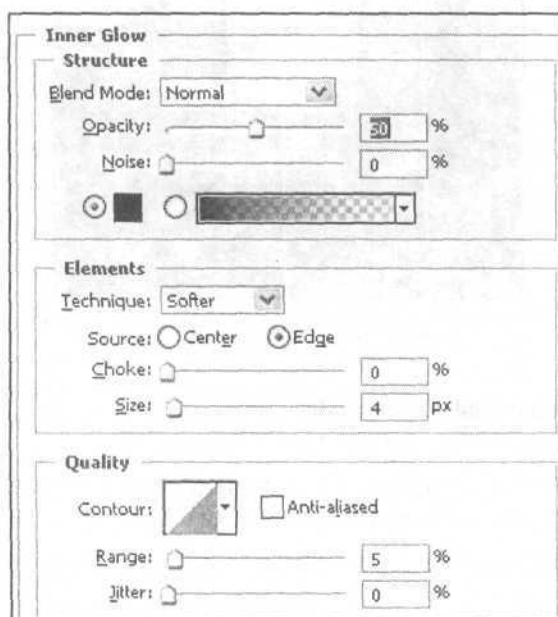 Inner Glow
Structure
Blend Mode: Normal
Opacity: 50 %
Noise: 0 %
Elements
Technique: Softer
Source: Center Edge
Choke: 0 %
Size: 4 px
Quality
Contour: Anti-aliased
Range: 5 %
Jitter: 0 %